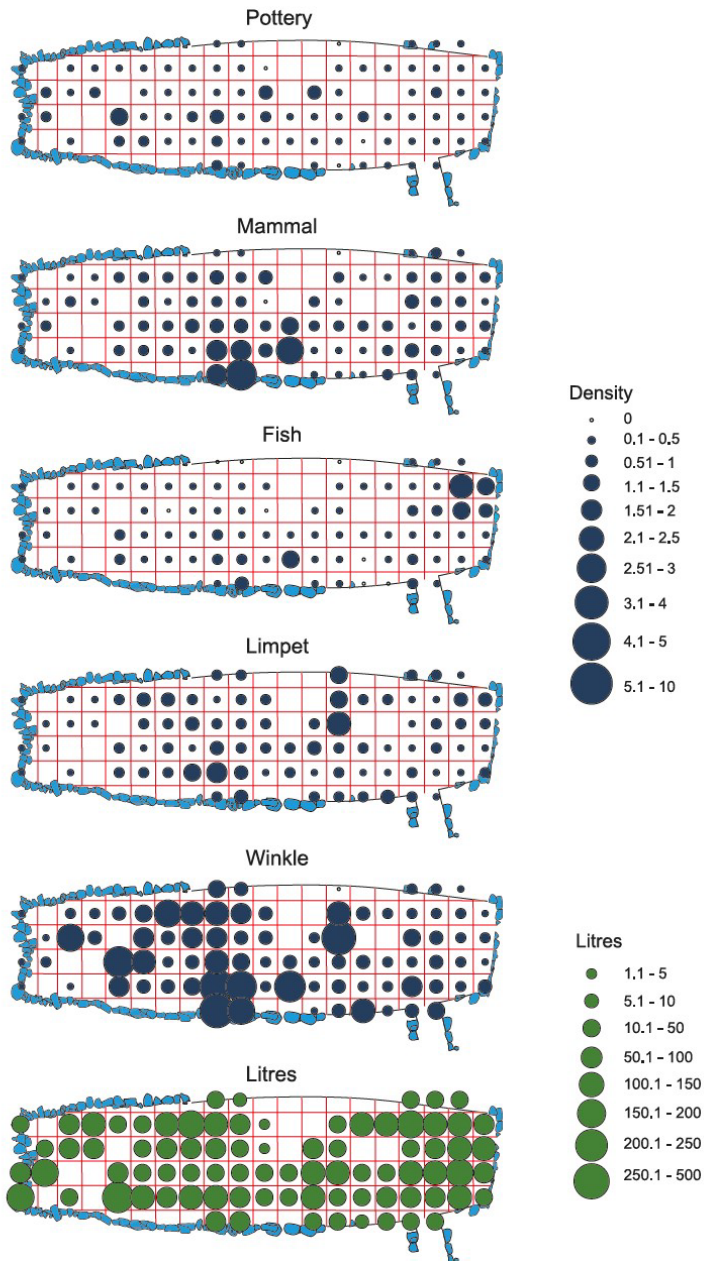 Pottery
Mammal
Fish
Limpet
Winkle
Litres
Density
0
0.1 - 0.5
0.51 - 1
1.1 - 1.5
1.51 - 2
2.1 - 2.5
2.51 - 3
3.1 - 4
4.1 - 5
5.1 - 10
Litres
1.1 - 5
5.1 - 10
10.1 - 50
50.1 - 100
100.1 - 150
150.1 - 200
200.1 - 250
250.1 - 500